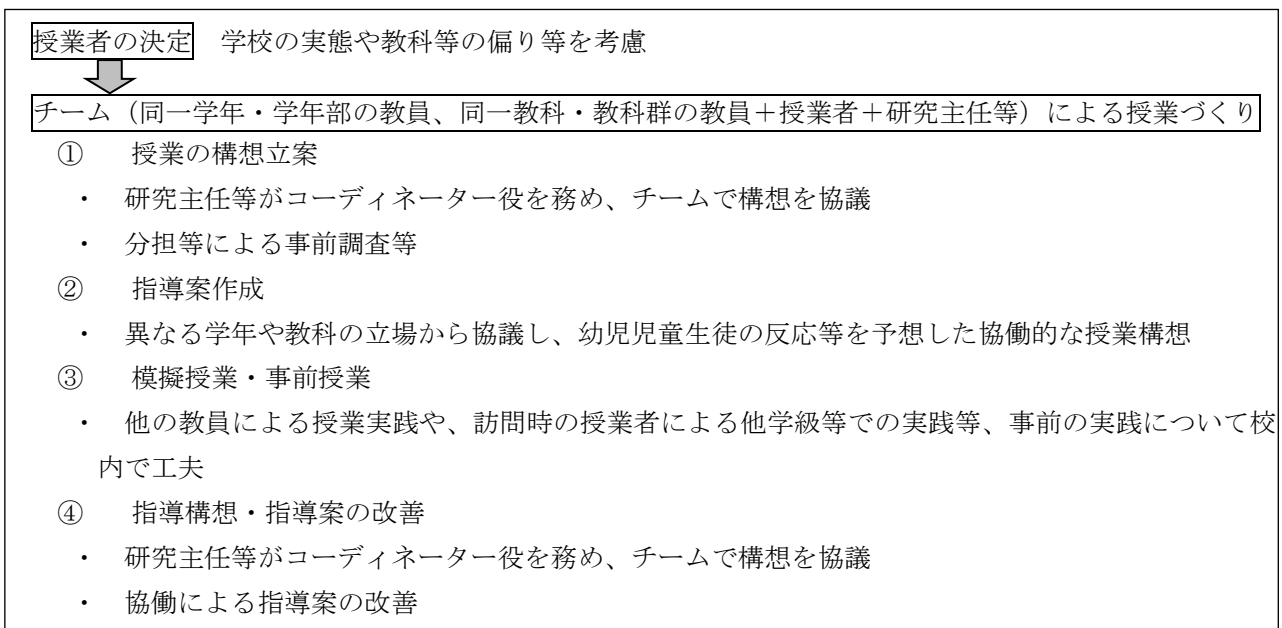 授業者の決定　学校の実態や教科等の偏り等を考慮
チーム（同一学年・学年部の教員、同一教科・教科群の教員＋授業者＋研究主任等）による授業づくり
①　授業の構想立案
・　研究主任等がコーディネーター役を務め、チームで構想を協議
・　分担等による事前調査等
②　指導案作成
・　異なる学年や教科の立場から協議し、幼児児童生徒の反応等を予想した協働的な授業構想
③　模擬授業・事前授業
・　他の教員による授業実践や、訪問時の授業者による他学級等での実践等、事前の実践について校
内で工夫
④　指導構想・指導案の改善
・　研究主任等がコーディネーター役を務め、チームで構想を協議
・　協働による指導案の改善